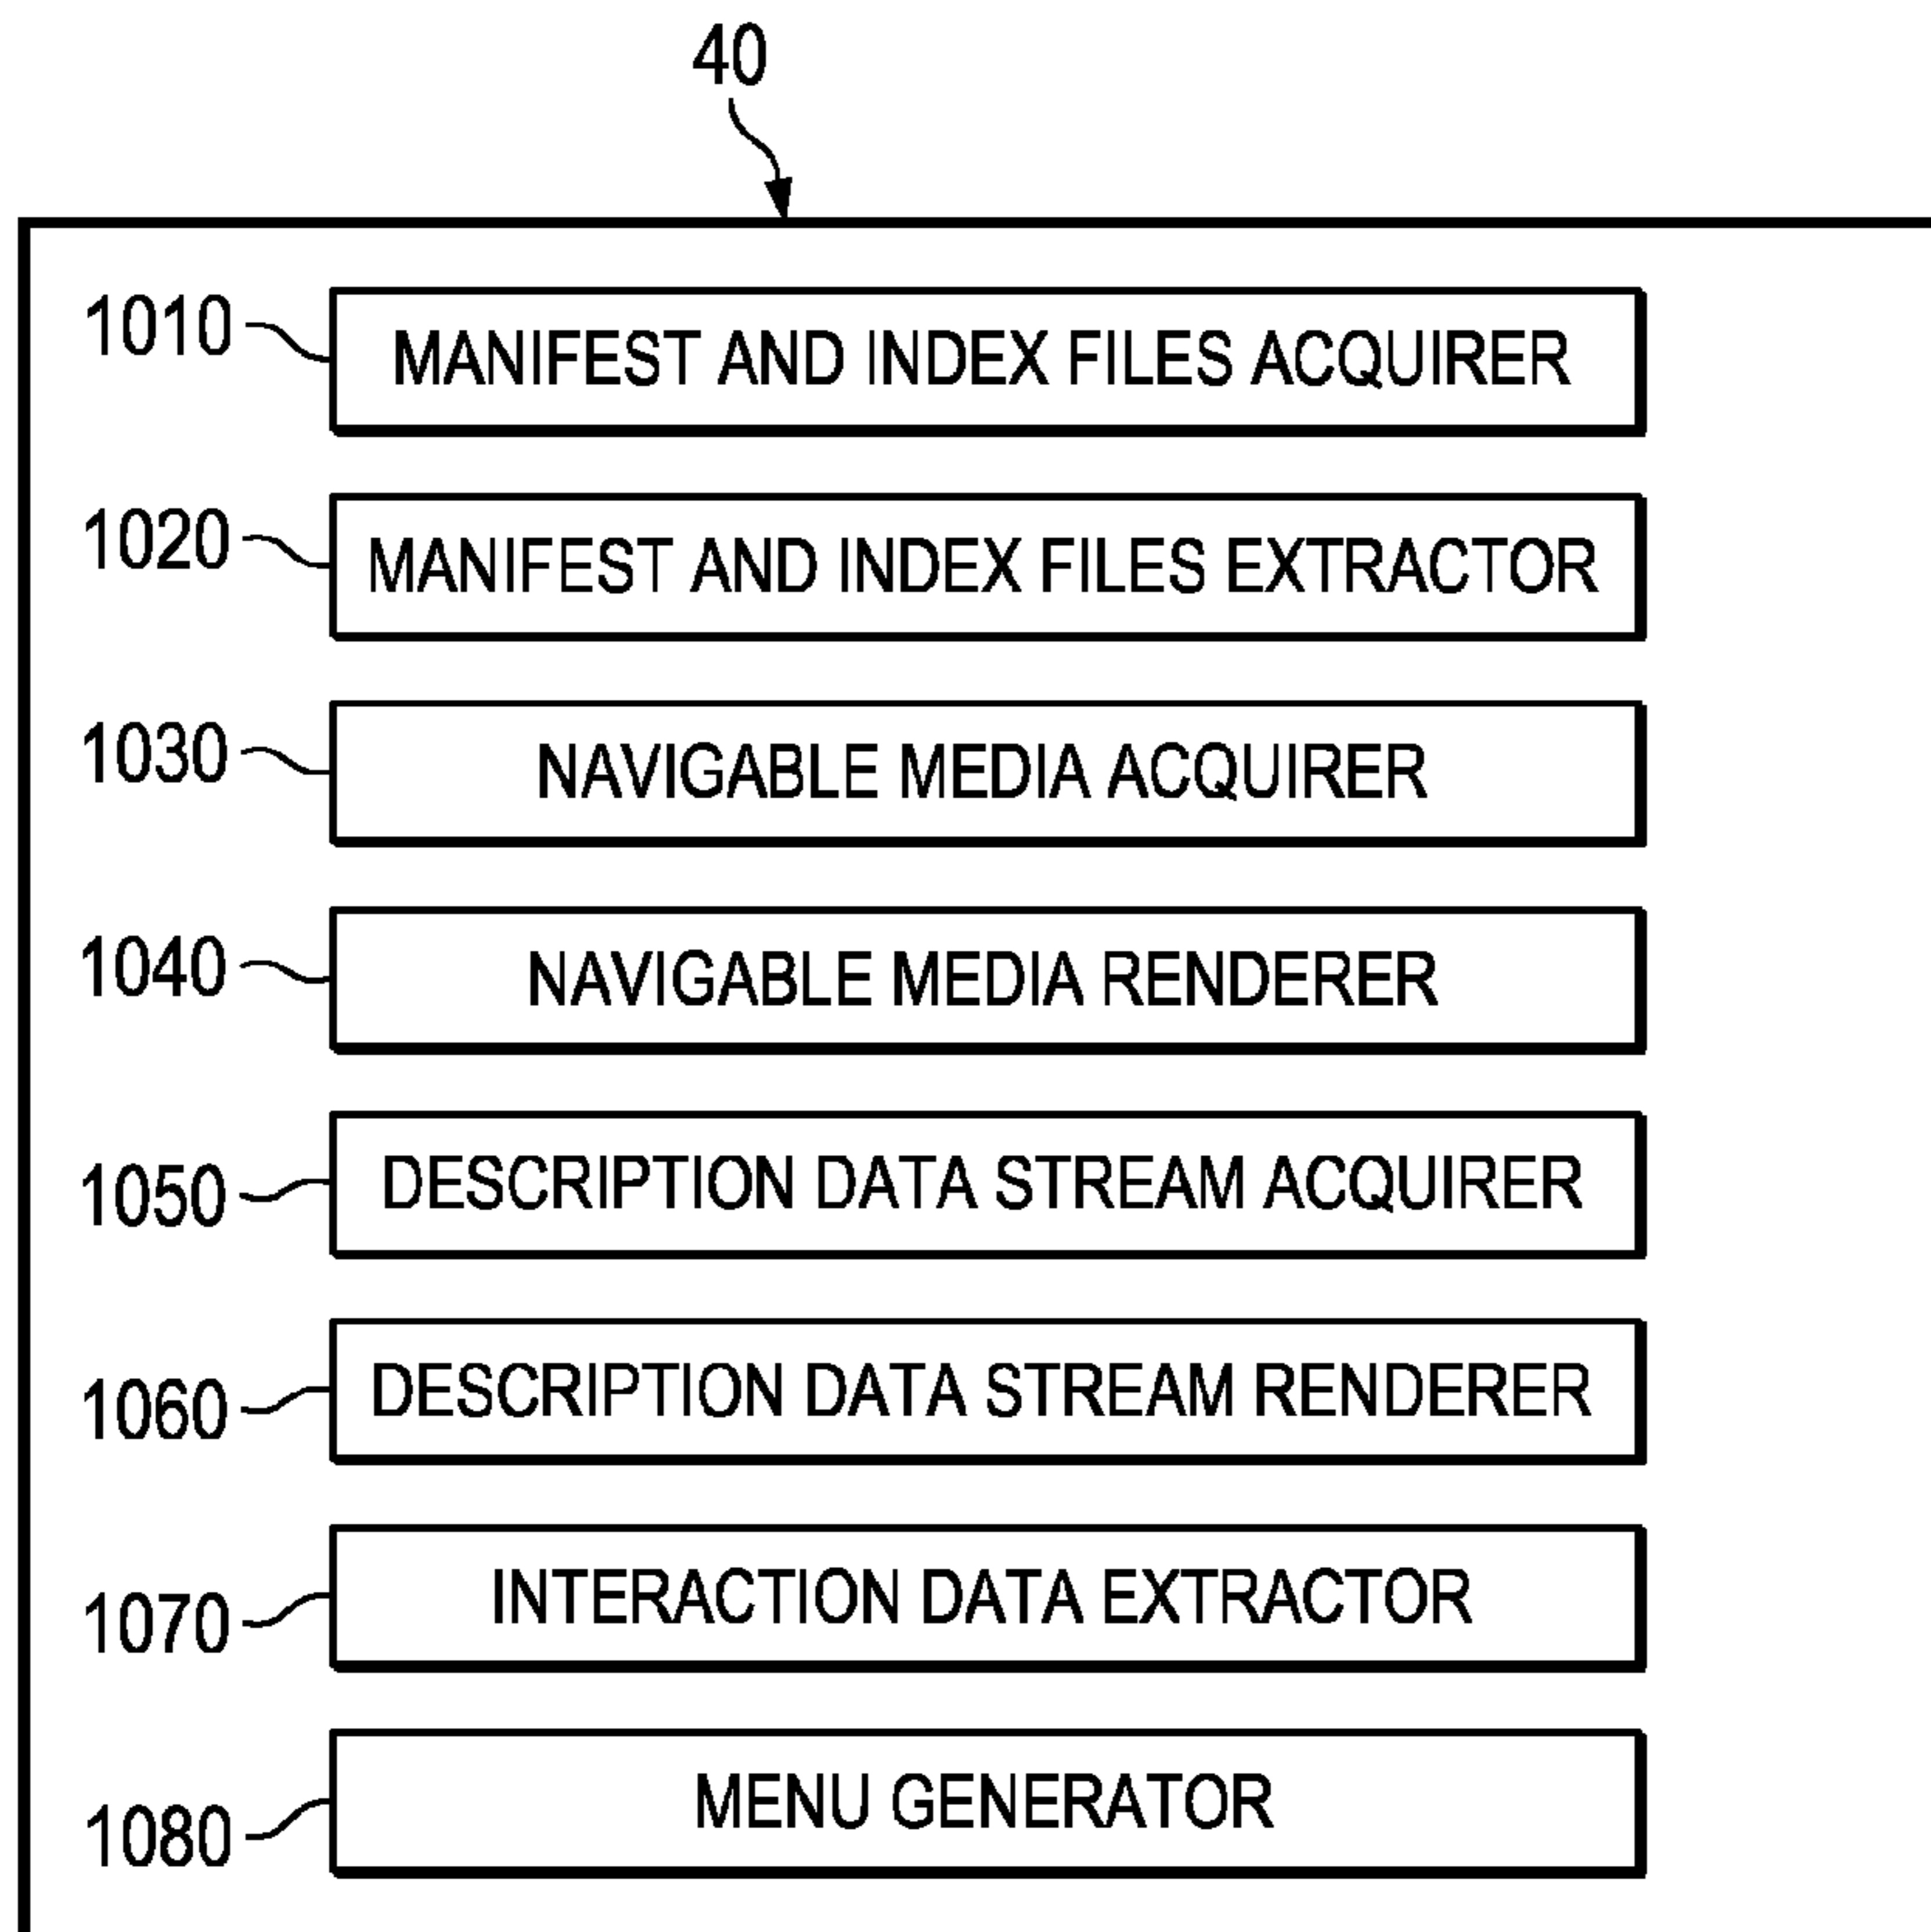 40
1010 MANIFEST AND INDEX FILES ACQUIRER
1020 MANIFEST AND INDEX FILES EXTRACTOR
1030 NAVIGABLE MEDIA ACQUIRER
1040 NAVIGABLE MEDIA RENDERER
1050 DESCRIPTION DATA STREAM ACQUIRER
1060 DESCRIPTION DATA STREAM RENDERER
1070 INTERACTION DATA EXTRACTOR
1080 MENU GENERATOR